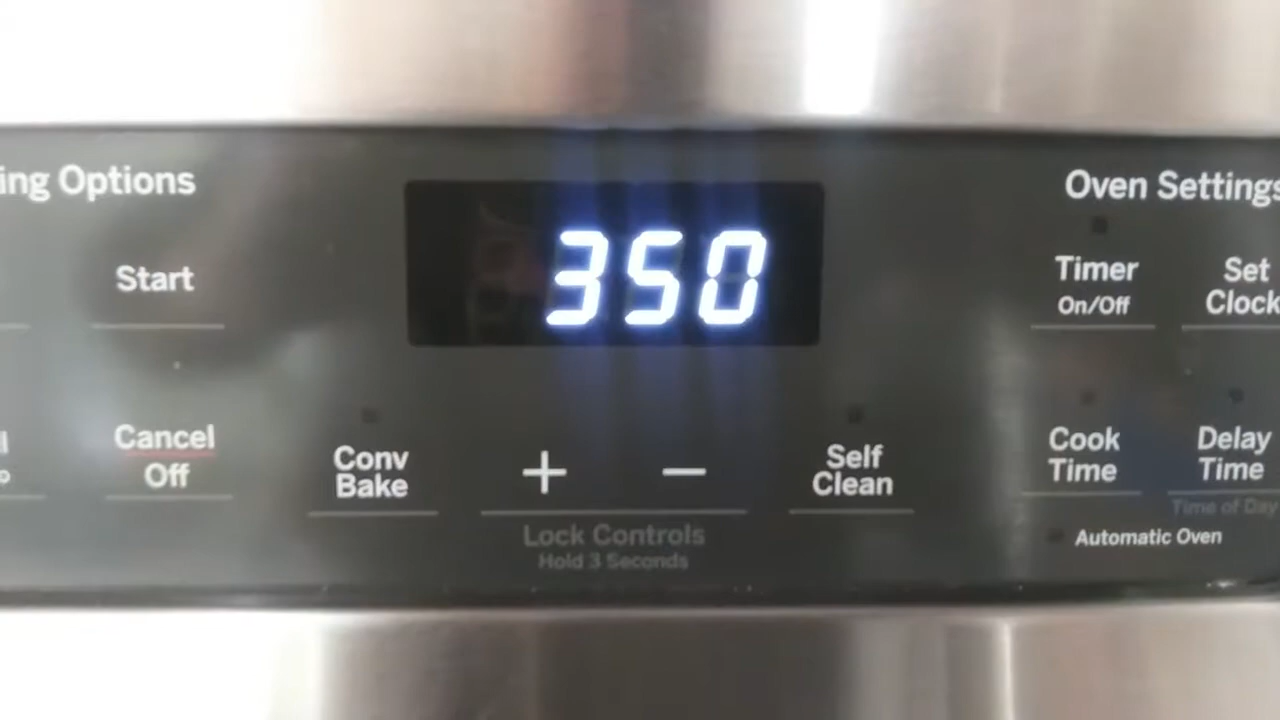 ing Options
Start
Cancel
Off
350
Conv
Bake
+ −
Lock Controls
Hold 3 Seconds
Self
Clean
Oven Settings
Timer
On/Off
Set
Clock
Cook
Time
Delay
Time
Time of Day
Automatic Oven